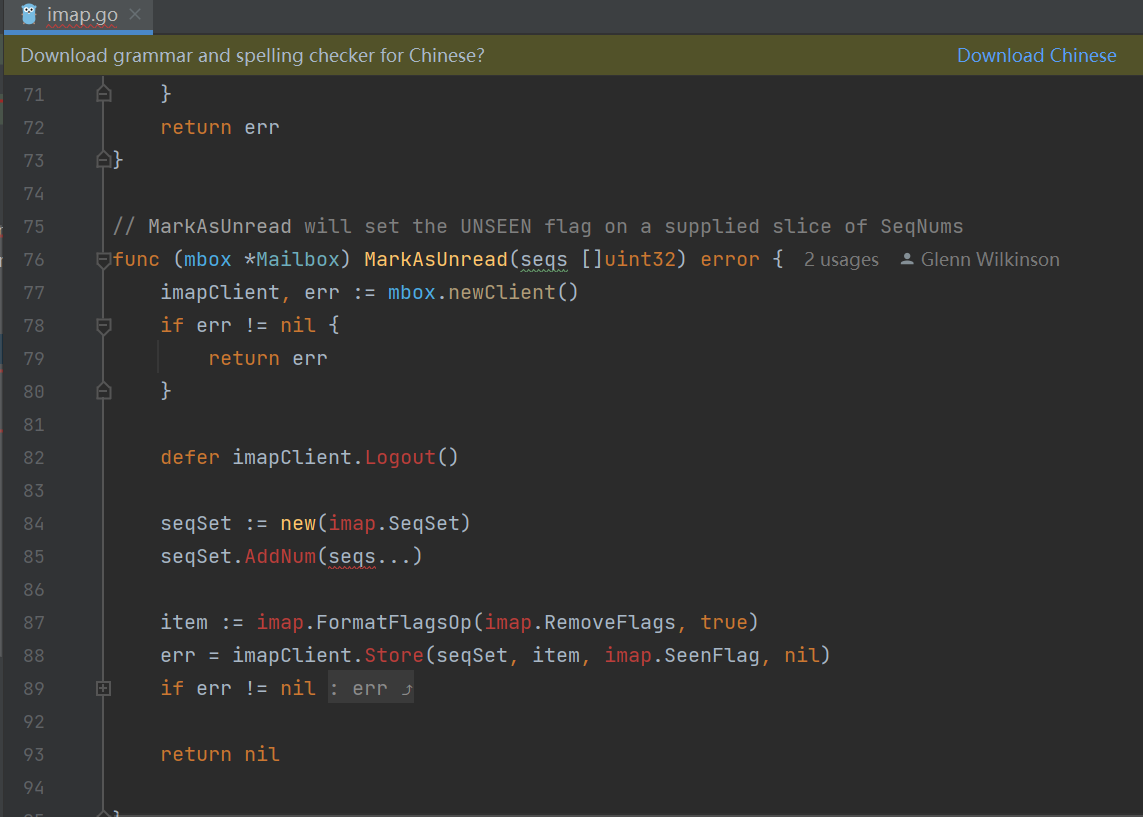 imap.go
Download grammar and spelling checker for Chinese? Download Chinese
71 }
72 return err
73 }
74
75 // MarkAsUnread will set the UNSEEN flag on a supplied slice of SeqNums
76 func (mbox *Mailbox) MarkAsUnread(seqs []uint32) error { 2 usages Glenn Wilkinson
77 imapClient, err := mbox.newClient()
78 if err != nil {
79 return err
80 }
81
82 defer imapClient.Logout()
83
84 seqSet := new(imap.SeqSet)
85 seqSet.AddNum(seqs...)
86
87 item := imap.FormatFlagsOp(imap.RemoveFlags, true)
88 err = imapClient.Store(seqSet, item, imap.SeenFlag, nil)
89 if err != nil : err ⤴
92
93 return nil
94